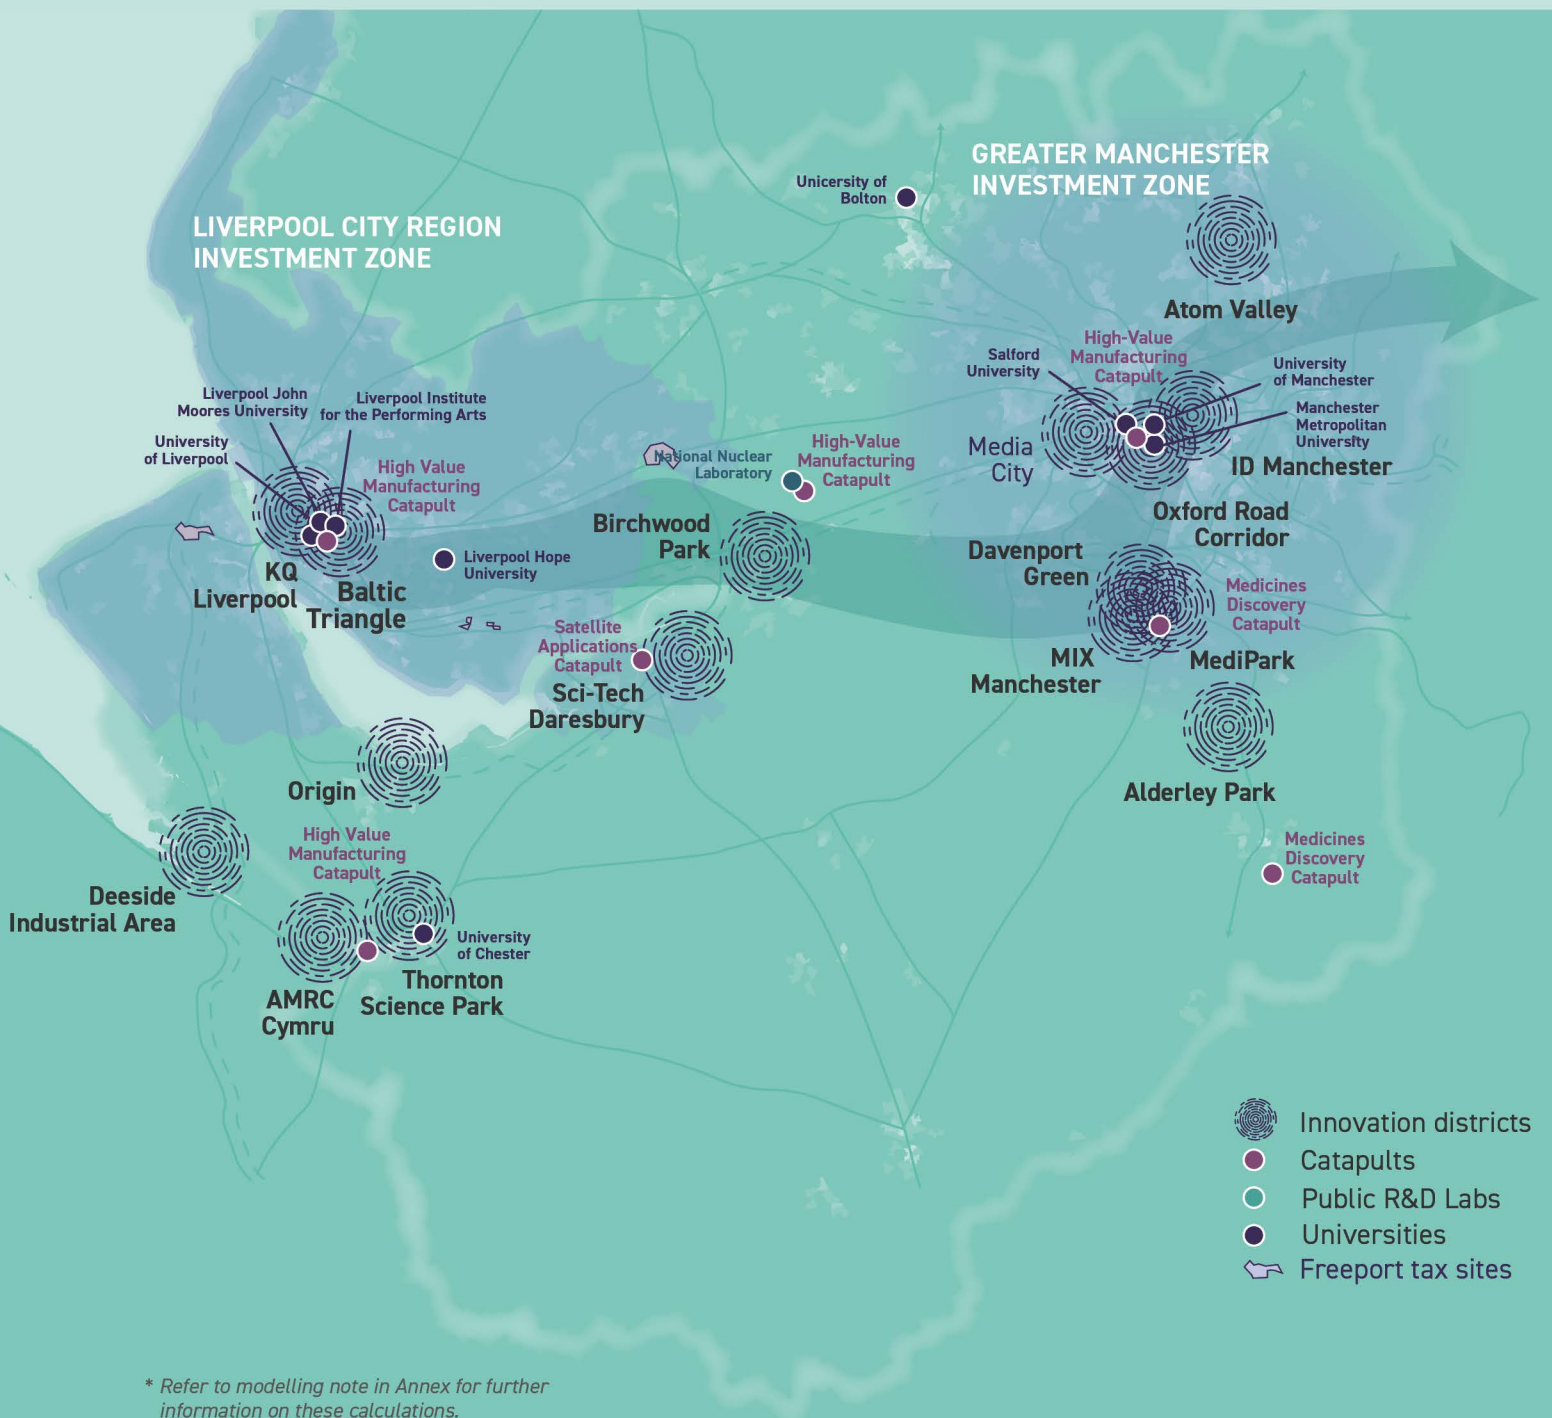 GREATER MANCHESTER
INVESTMENT ZONE
Unicersity of
Bolton
LIVERPOOL CITY REGION
INVESTMENT ZONE
Atom Valley
High-Value
Manufacturing
Catapult
Salford
University
University
of Manchester
Manchester
Metropolitan
University
Media
City
ID Manchester
Oxford Road
Corridor
Liverpool John
Moores University
Liverpool Institute
for the Performing Arts
University
of Liverpool
High Value
Manufacturing
Catapult
National Nuclear
Laboratory
High-Value
Manufacturing
Catapult
Birchwood
Park
KQ
Liverpool
Baltic
Triangle
Liverpool Hope
University
Davenport
Green
Medicines
Discovery
Catapult
MIX
Manchester
MediPark
Satellite
Applications
Catapult
Sci-Tech
Daresbury
Origin
Alderley Park
High Value
Manufacturing
Catapult
Medicines
Discovery
Catapult
Deeside
Industrial Area
University
of Chester
Thornton
Science Park
AMRC
Cymru
Innovation districts
Catapults
Public R&D Labs
Universities
Freeport tax sites
* Refer to modelling note in Annex for further
information on these calculations.